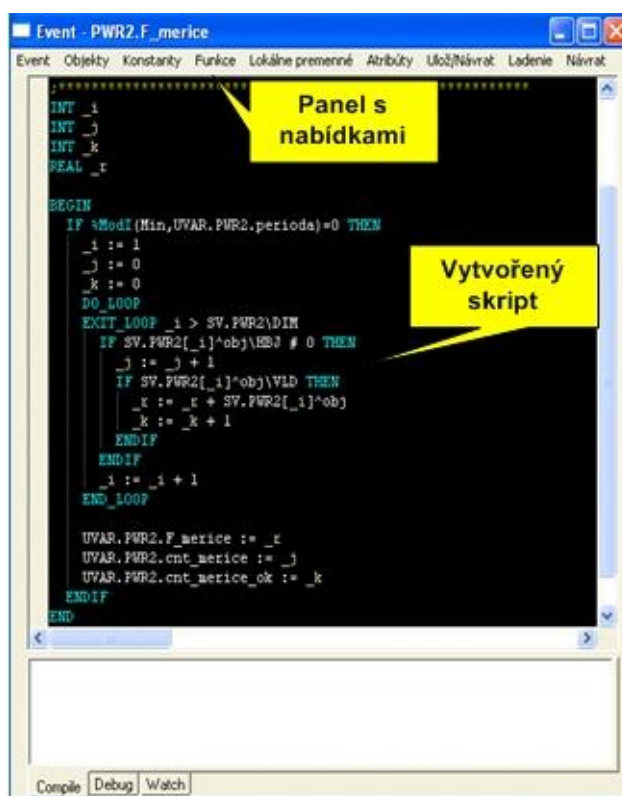 Event - PWR2.F_merice
Event Objekty Konstanty Funkce Lokálne premenné Atribúty Ulož/Návrat Ladenie Návrat
Panel s
nabídkami
INT _i
INT _j
INT _k
REAL _r
BEGIN
IF %ModI(Min,UVAR.PWR2.perioda)=0 THEN
_i := 1
_j := 0
_k := 0
DO_LOOP
EXIT_LOOP _i > SV.PWR2\DIM
IF SV.PWR2[_i]^obj\HBJ # 0 THEN
_j := _j + 1
IF SV.PWR2[_i]^obj\VLD THEN
_r := _r + SV.PWR2[_i]^obj
_k := _k + 1
ENDIF
ENDIF
_i := _i + 1
END_LOOP
Vytvořený
skript
UVAR.PWR2.F_merice := _r
UVAR.PWR2.cnt_merice := _j
UVAR.PWR2.cnt_merice_ok := _k
ENDIF
END
Compile Debug Watch